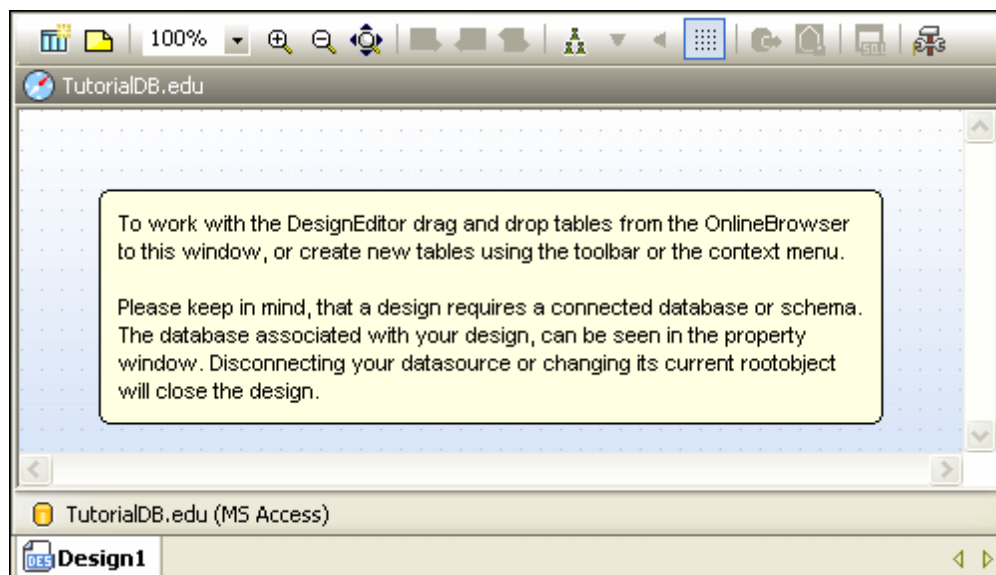 100%
TutorialDB.edu
To work with the DesignEditor drag and drop tables from the OnlineBrowser
to this window, or create new tables using the toolbar or the context menu.
Please keep in mind, that a design requires a connected database or schema.
The database associated with your design, can be seen in the property
window. Disconnecting your datasource or changing its current rootobject
will close the design.
TutorialDB.edu (MS Access)
DES Design1